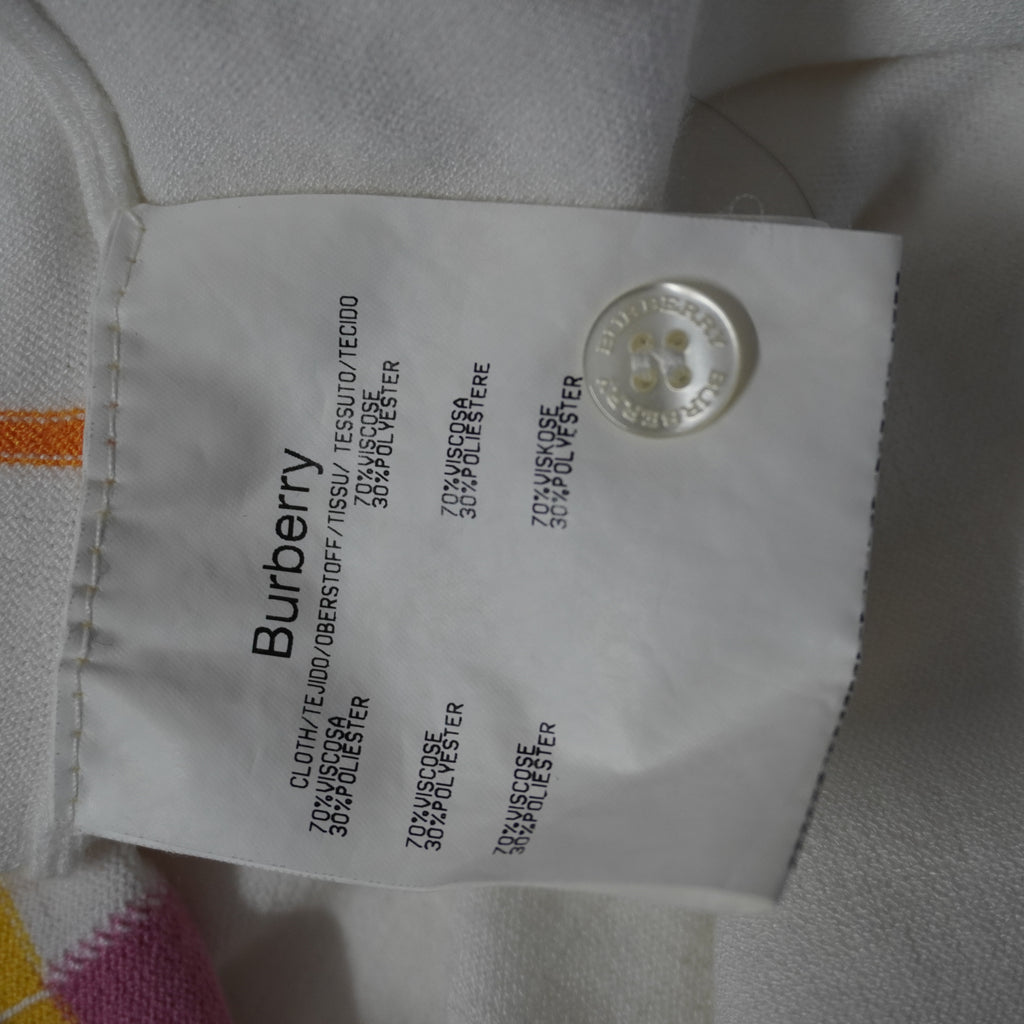 Burberry
CLOTH/TEJIDO/OBERSTOFF/TISSU/ TESSUTO/TECIDO
70%VISCOSA
30%POLIESTER
70%VISCOSE
30%POLYESTER
70%VISCOSE
30%POLYESTER
70%VISCOSA
30%POLIESTERE
70%VISCOSE
30%POLIESTER
70%VISKOSE
30%POLYESTER
BURBERRY
BURBERRY